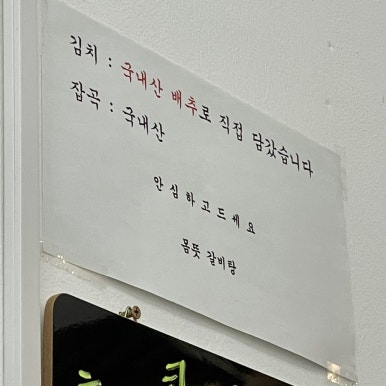 김치 : 국내산 배추로 직접 담갔습니다
잡곡 : 국내산
안심하고드세요
몸뜻 갈비탕